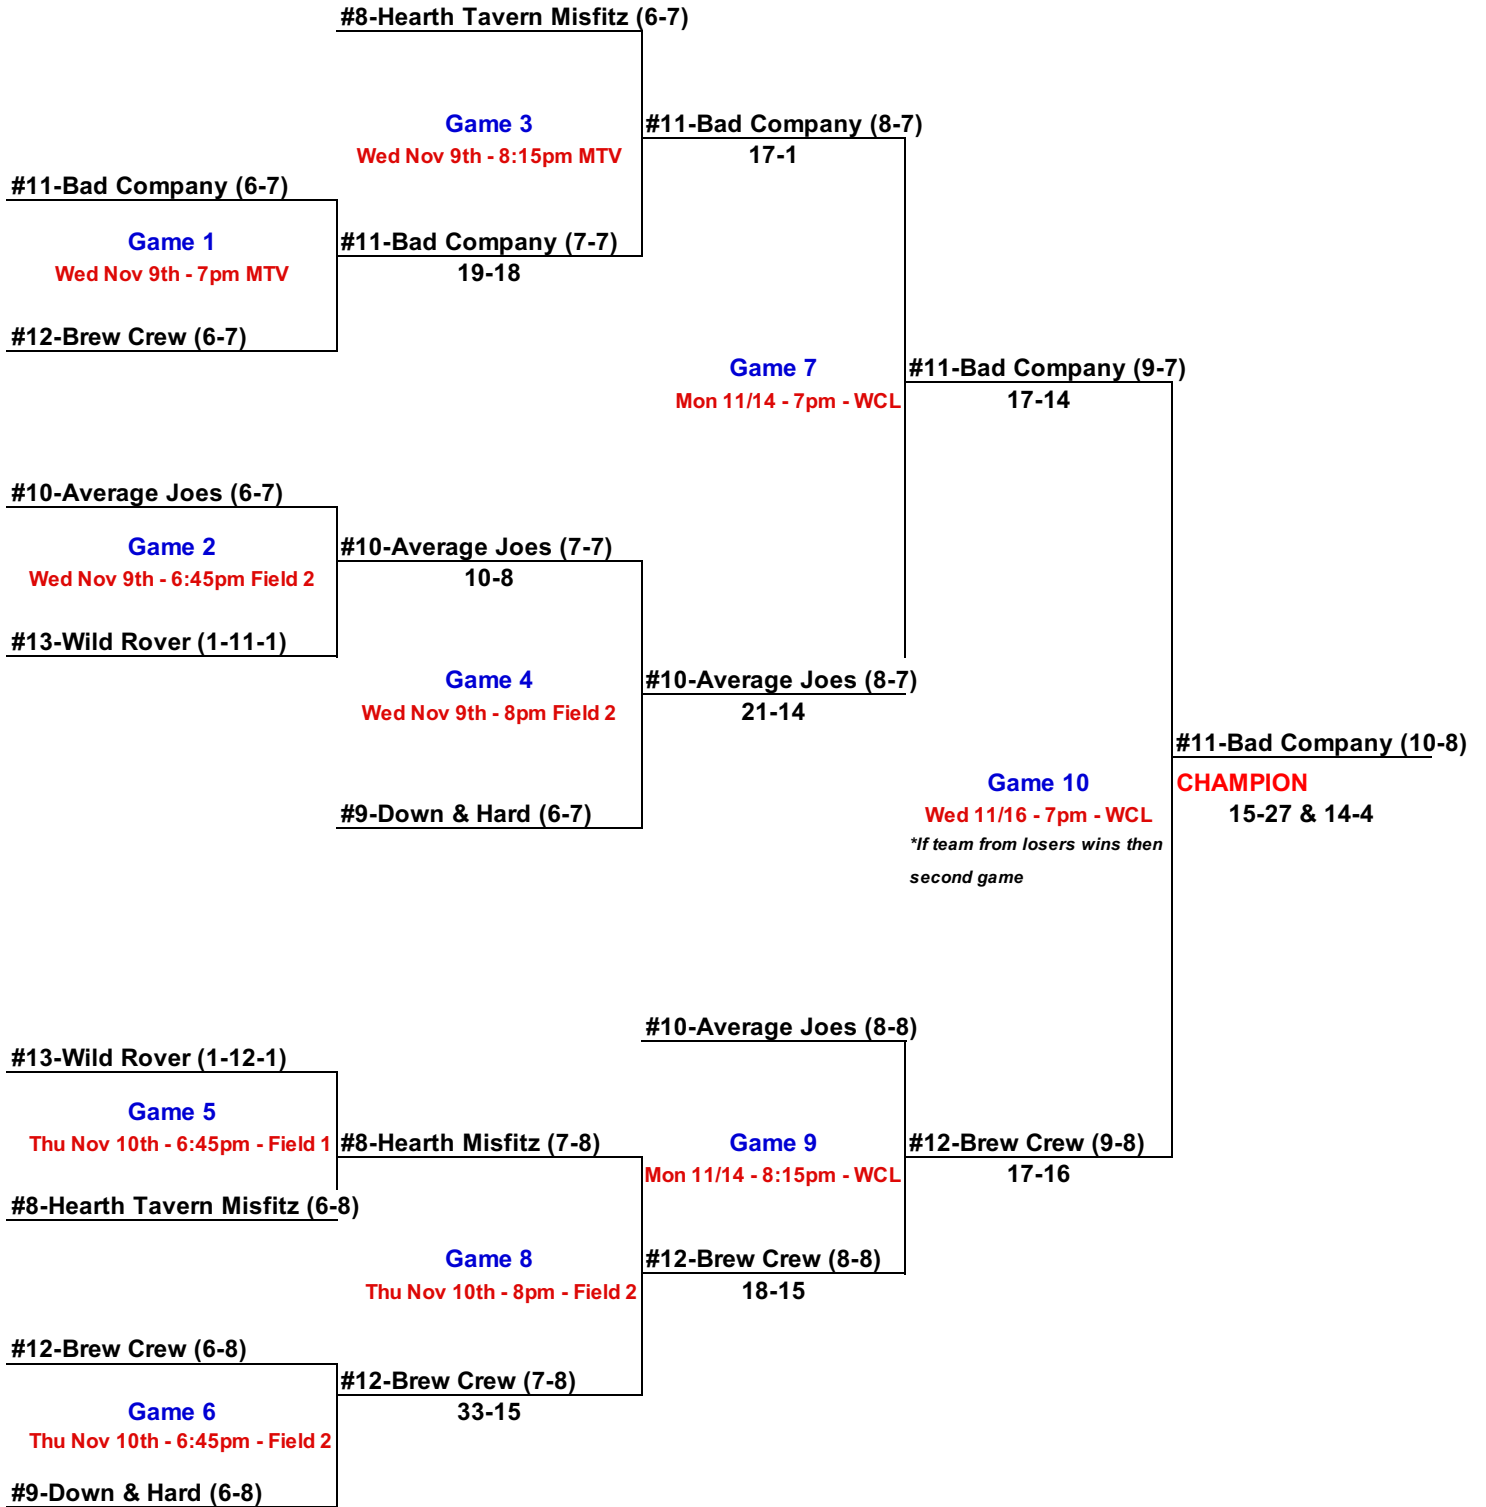 #8-Hearth Tavern Misfitz (6-7)
Game 3
Wed Nov 9th - 8:15pm MTV
#11-Bad Company (8-7)
17-1
#11-Bad Company (6-7)
Game 1
Wed Nov 9th - 7pm MTV
#11-Bad Company (7-7)
19-18
#12-Brew Crew (6-7)
Game 7
Mon 11/14 - 7pm - WCL
#11-Bad Company (9-7)
17-14
#10-Average Joes (6-7)
Game 2
Wed Nov 9th - 6:45pm Field 2
#10-Average Joes (7-7)
10-8
#13-Wild Rover (1-11-1)
Game 4
Wed Nov 9th - 8pm Field 2
#10-Average Joes (8-7)
21-14
#9-Down & Hard (6-7)
Game 10
Wed 11/16 - 7pm - WCL
*If team from losers wins then
second game
#11-Bad Company (10-8)
CHAMPION
15-27 & 14-4
#10-Average Joes (8-8)
#13-Wild Rover (1-12-1)
Game 5
Thu Nov 10th - 6:45pm - Field 1
#8-Hearth Misfitz (7-8)
#8-Hearth Tavern Misfitz (6-8)
Game 9
Mon 11/14 - 8:15pm - WCL
#12-Brew Crew (9-8)
17-16
Game 8
Thu Nov 10th - 8pm - Field 2
#12-Brew Crew (8-8)
18-15
#12-Brew Crew (6-8)
Game 6
Thu Nov 10th - 6:45pm - Field 2
#12-Brew Crew (7-8)
33-15
#9-Down & Hard (6-8)